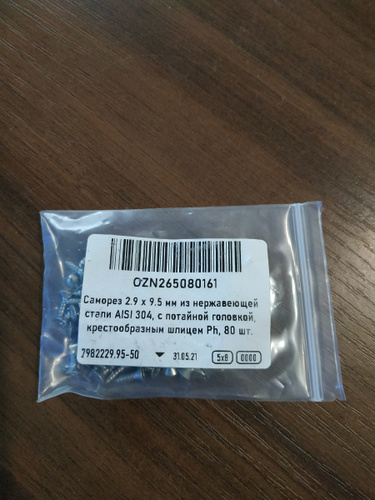 OZN265080161
Саморез 2.9 x 9.5 мм из нержавеющей
стали AISI 304, с потайной головкой,
крестообразным шлицем Ph, 80 шт.
7982229.95-50 31.05.21 5x8 0000